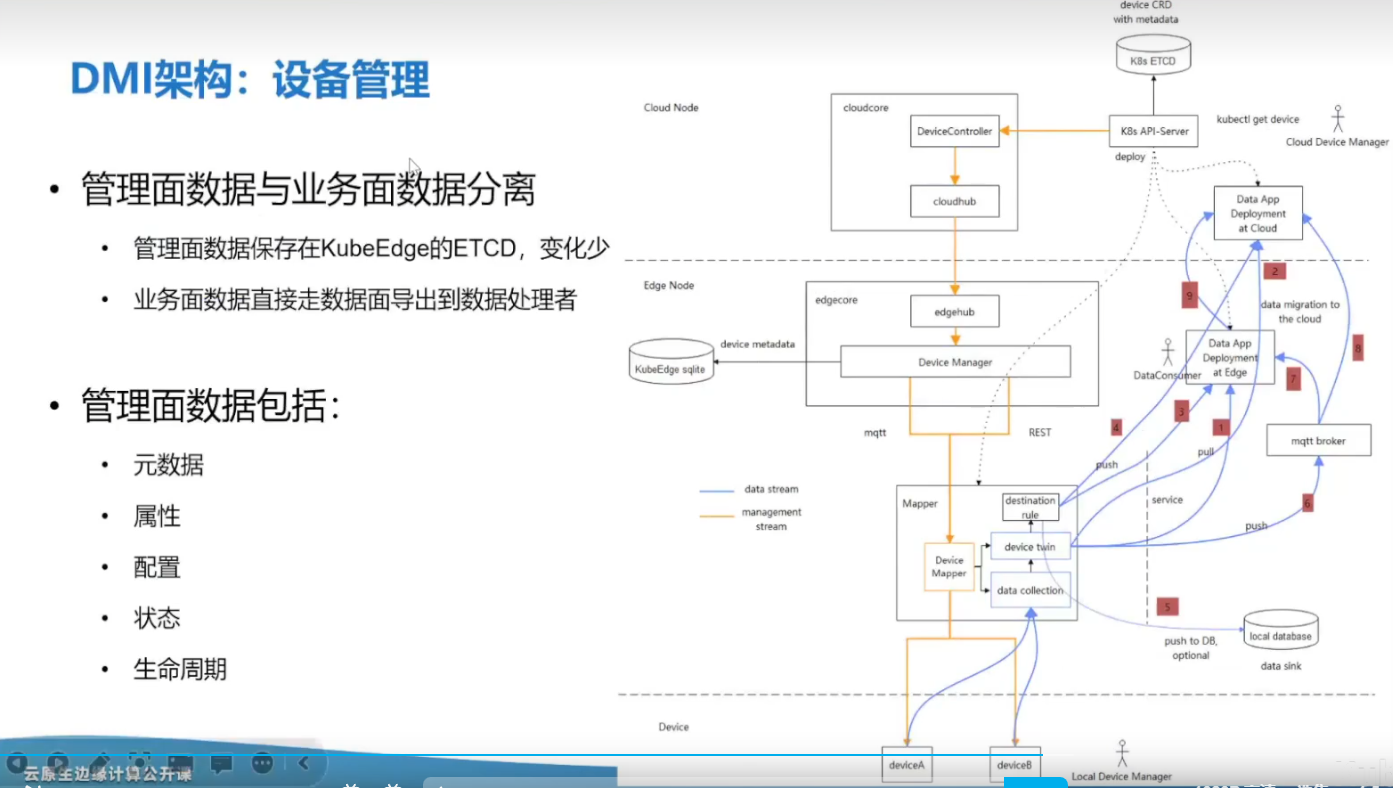 DMI架构：设备管理
• 管理面数据与业务面数据分离
• 管理面数据保存在KubeEdge的ETCD，变化少
• 业务面数据直接走数据面导出到数据处理者
• 管理面数据包括：
• 元数据
• 属性
• 配置
• 状态
• 生命周期
云原生边缘计算公开课
device CRD
with metadata
K8s ETCD
Cloud Node
cloudcore
DeviceController
K8s API-Server
kubectl get device
Cloud Device Manager
deploy
cloudhub
Data App
Deployment
at Cloud
2
Edge Node
edgecore
edgehub
9
data migration to
the cloud
device metadata
KubeEdge sqlite
Device Manager
DataConsumer
Data App
Deployment
at Edge
8
7
mqtt
REST
4
3
1
mqtt broker
pull
push
data stream
management
stream
Mapper
destination
rule
service
6
push
device twin
Device
Mapper
data collection
5
local database
push to DB,
optional
data sink
Device
deviceA
deviceB
Local Device Manager